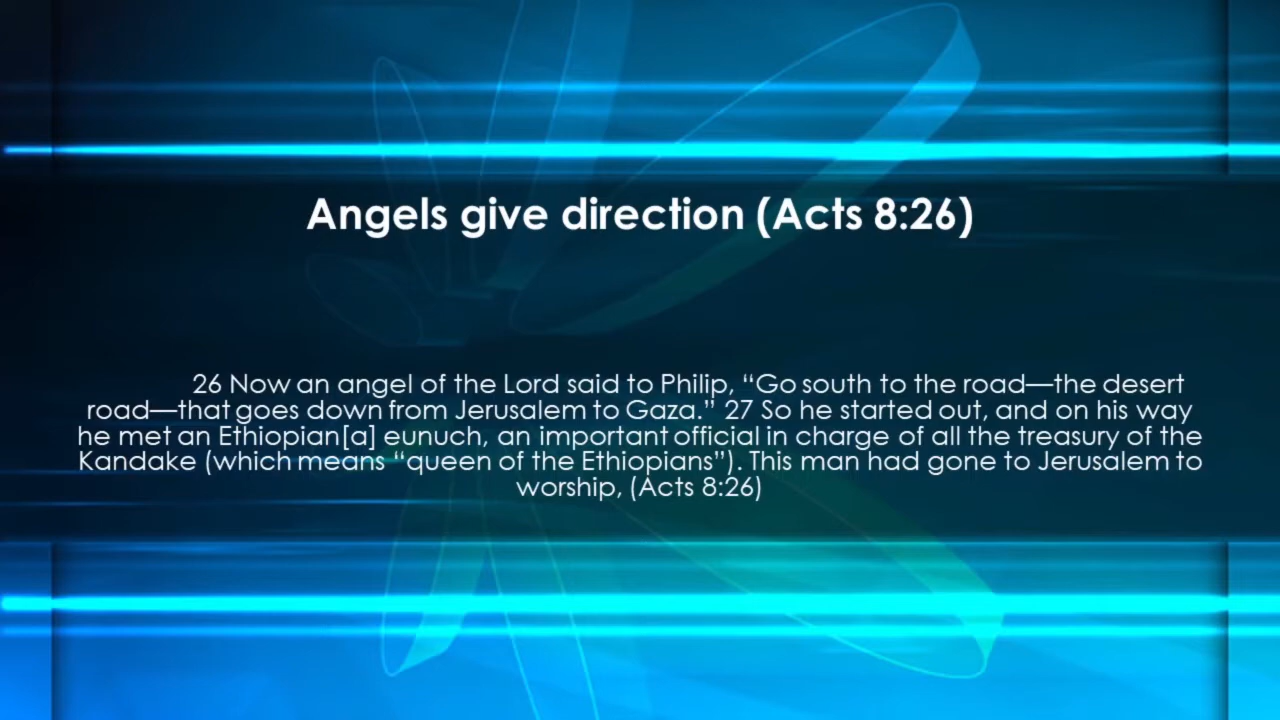 Angels give direction (Acts 8:26)
26 Now an angel of the Lord said to Philip, “Go south to the road—the desert
road—that goes down from Jerusalem to Gaza.” 27 So he started out, and on his way
he met an Ethiopian[a] eunuch, an important official in charge of all the treasury of the
Kandake (which means “queen of the Ethiopians”). This man had gone to Jerusalem to
worship, (Acts 8:26)